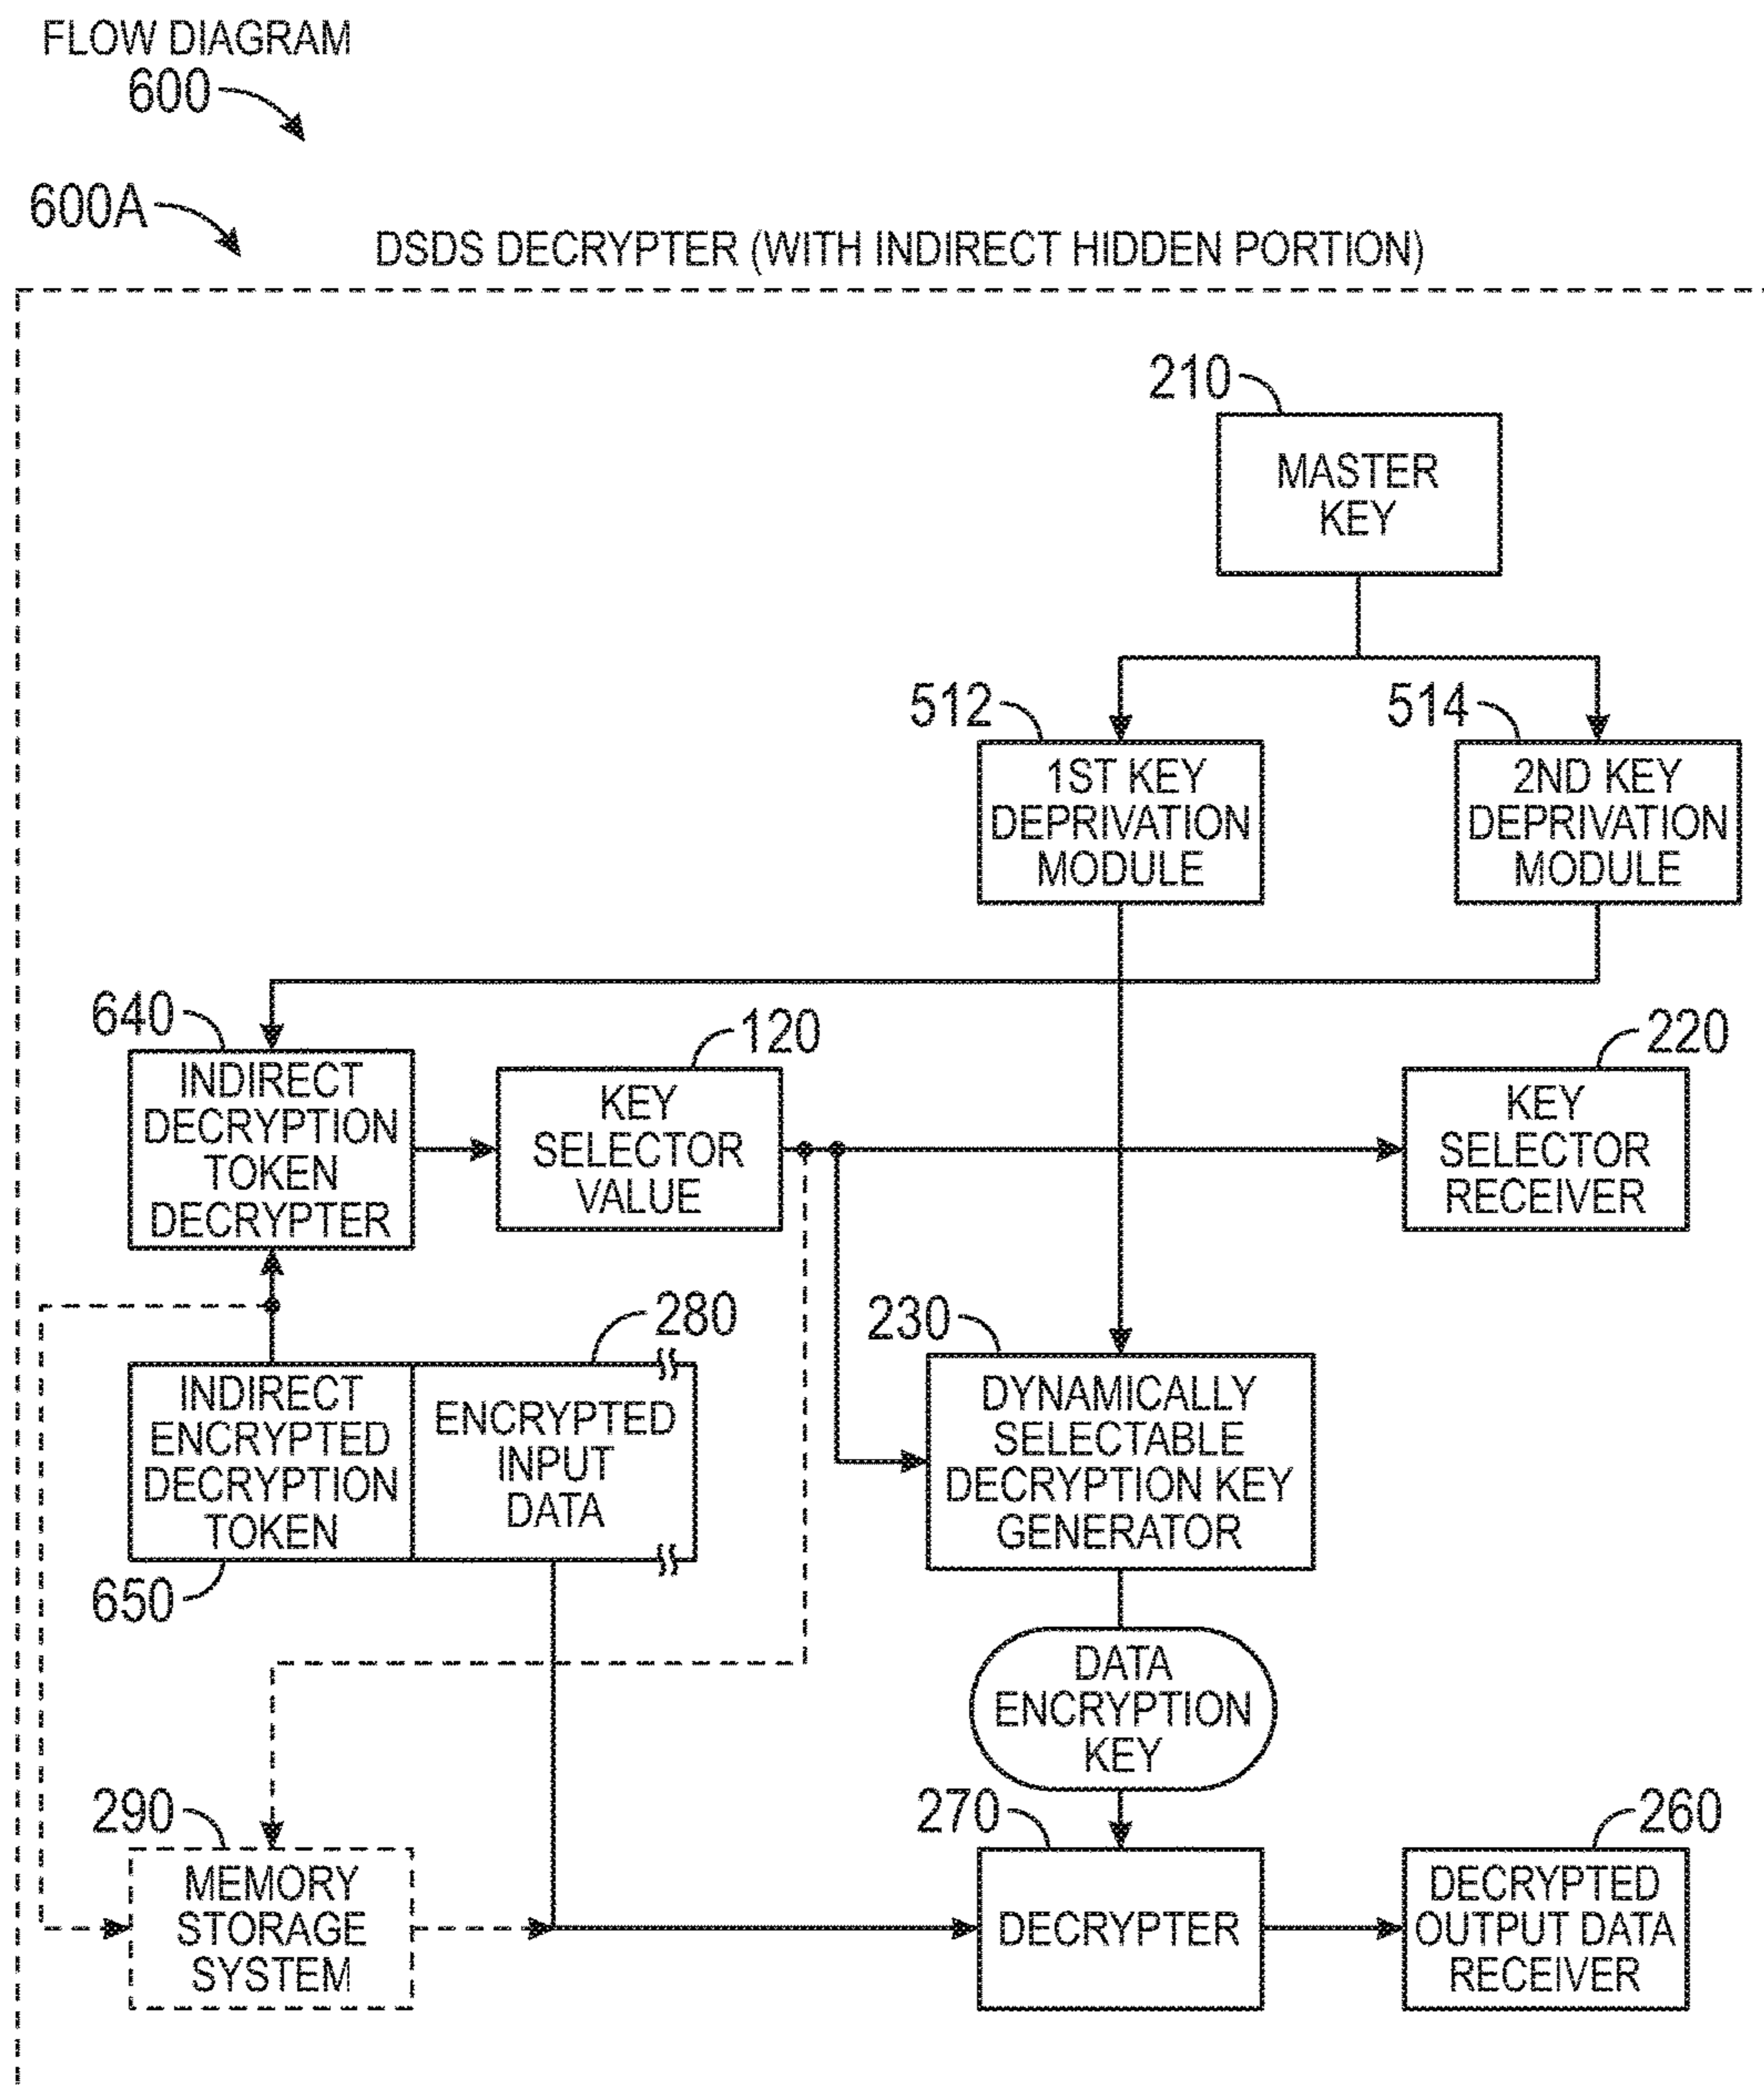 FLOW DIAGRAM
600
600A
DSDS DECRYPTER (WITH INDIRECT HIDDEN PORTION)
210
MASTER
KEY
512
1ST KEY
DEPRIVATION
MODULE
514
2ND KEY
DEPRIVATION
MODULE
640
INDIRECT
DECRYPTION
TOKEN
DECRYPTER
120
KEY
SELECTOR
VALUE
220
KEY
SELECTOR
RECEIVER
INDIRECT
ENCRYPTED
DECRYPTION
TOKEN
650
280
ENCRYPTED
INPUT
DATA
230
DYNAMICALLY
SELECTABLE
DECRYPTION KEY
GENERATOR
DATA
ENCRYPTION
KEY
290
MEMORY
STORAGE
SYSTEM
270
DECRYPTER
260
DECRYPTED
OUTPUT DATA
RECEIVER